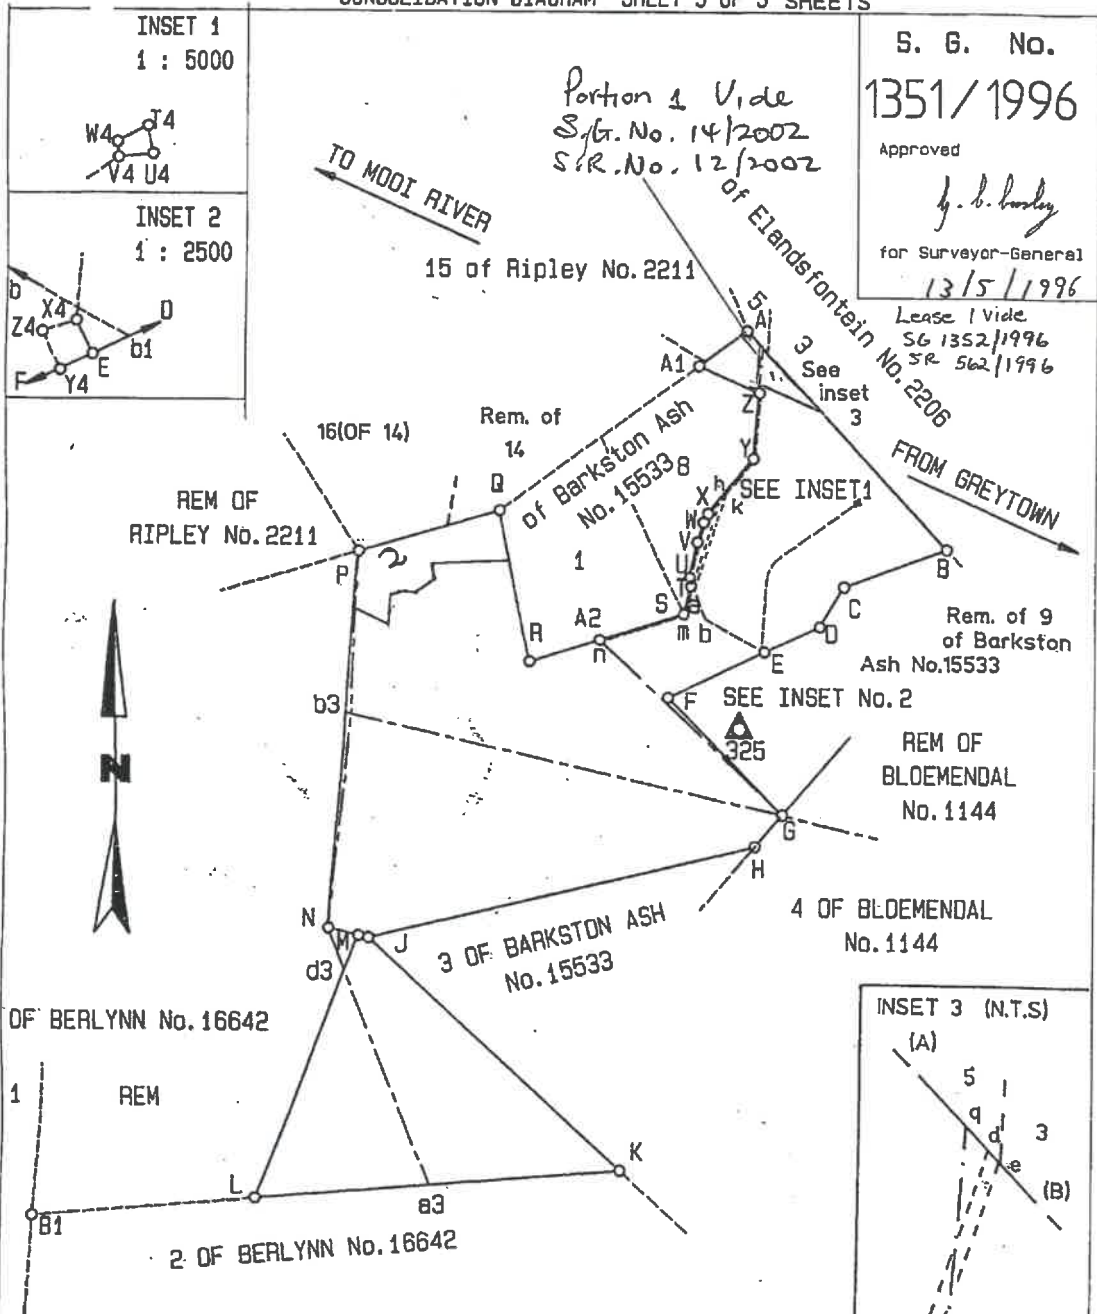 CONSOLIDATION DIAGRAM SHEET 3 OF 3 SHEETS
INSET 1
1 : 5000
W4
T4
V4 U4
INSET 2
1 : 2500
b
X4
D
Z4
b1
E
F
Y4
S. G. No.
1351/1996
Approved
for Surveyor-General
13/5/1996
Lease 1 Vide
SG 1352/1996
SR 562/1996
Portion 1 Vide
S.G. No. 14/2002
S.R. No. 12/2002
TO MOOI RIVER
15 of Ripley No.2211
of Elandsfontein No.2206
5
A
3
See
inset
3
A1
Z
Y
FROM GREYTOWN
16(OF 14)
Rem. of
14
Q
of Barkston Ash
No.15533
8
SEE INSET1
h
k
X
W
V
U
T
REM OF
RIPLEY No.2211
P
2
1
B
C
D
Rem. of 9
of Barkston
Ash No.15533
S
a
m
b
A2
n
R
E
F
SEE INSET No.2
325
b3
REM OF
BLOEMENDAL
No.1144
N
G
H
N
M
J
d3
3 OF BARKSTON ASH
No.15533
4 OF BLOEMENDAL
No.1144
OF BERLYNN No.16642
1
REM
L
K
a3
B1
2 OF BERLYNN No.16642
INSET 3 (N.T.S)
(A)
5
q
d
3
e
(B)